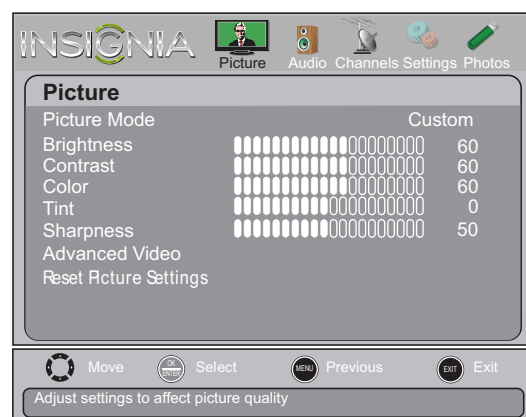 INSIGNIA
Picture Audio Channels Settings Photos
Picture
Picture Mode Custom
Brightness 60
Contrast 60
Color 60
Tint 0
Sharpness 50
Advanced Video
Reset Picture Settings
Move OK ENTER Select MENU Previous EXIT Exit
Adjust settings to affect picture quality